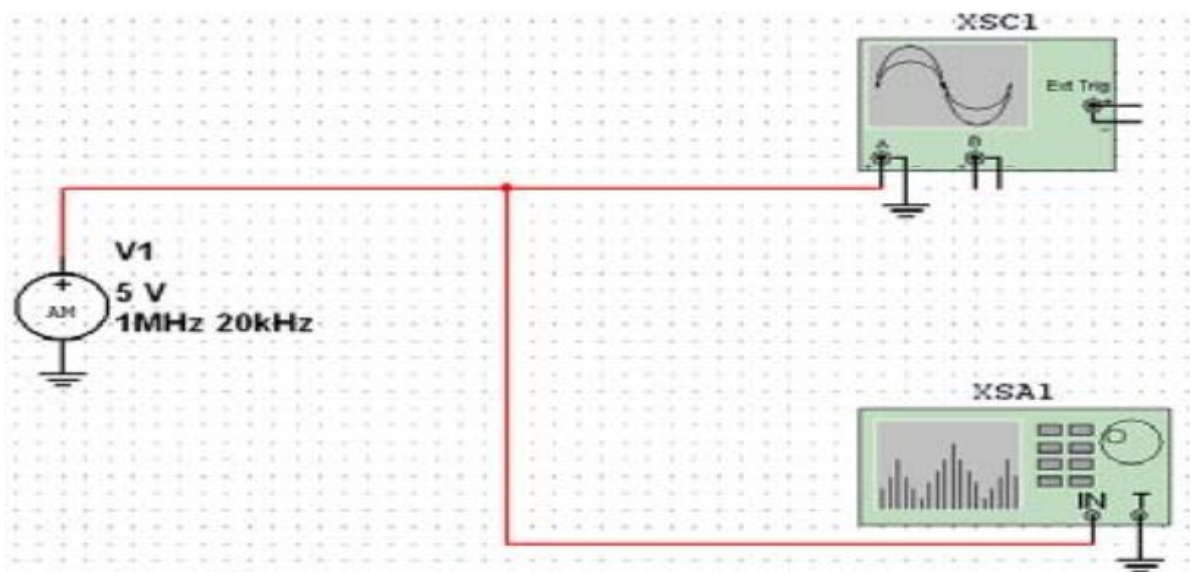 XSC1
Ext Trig
+
A
B
+ - + -
-
V1
+
5 V
AM
1MHz 20kHz
XSA1
IN T